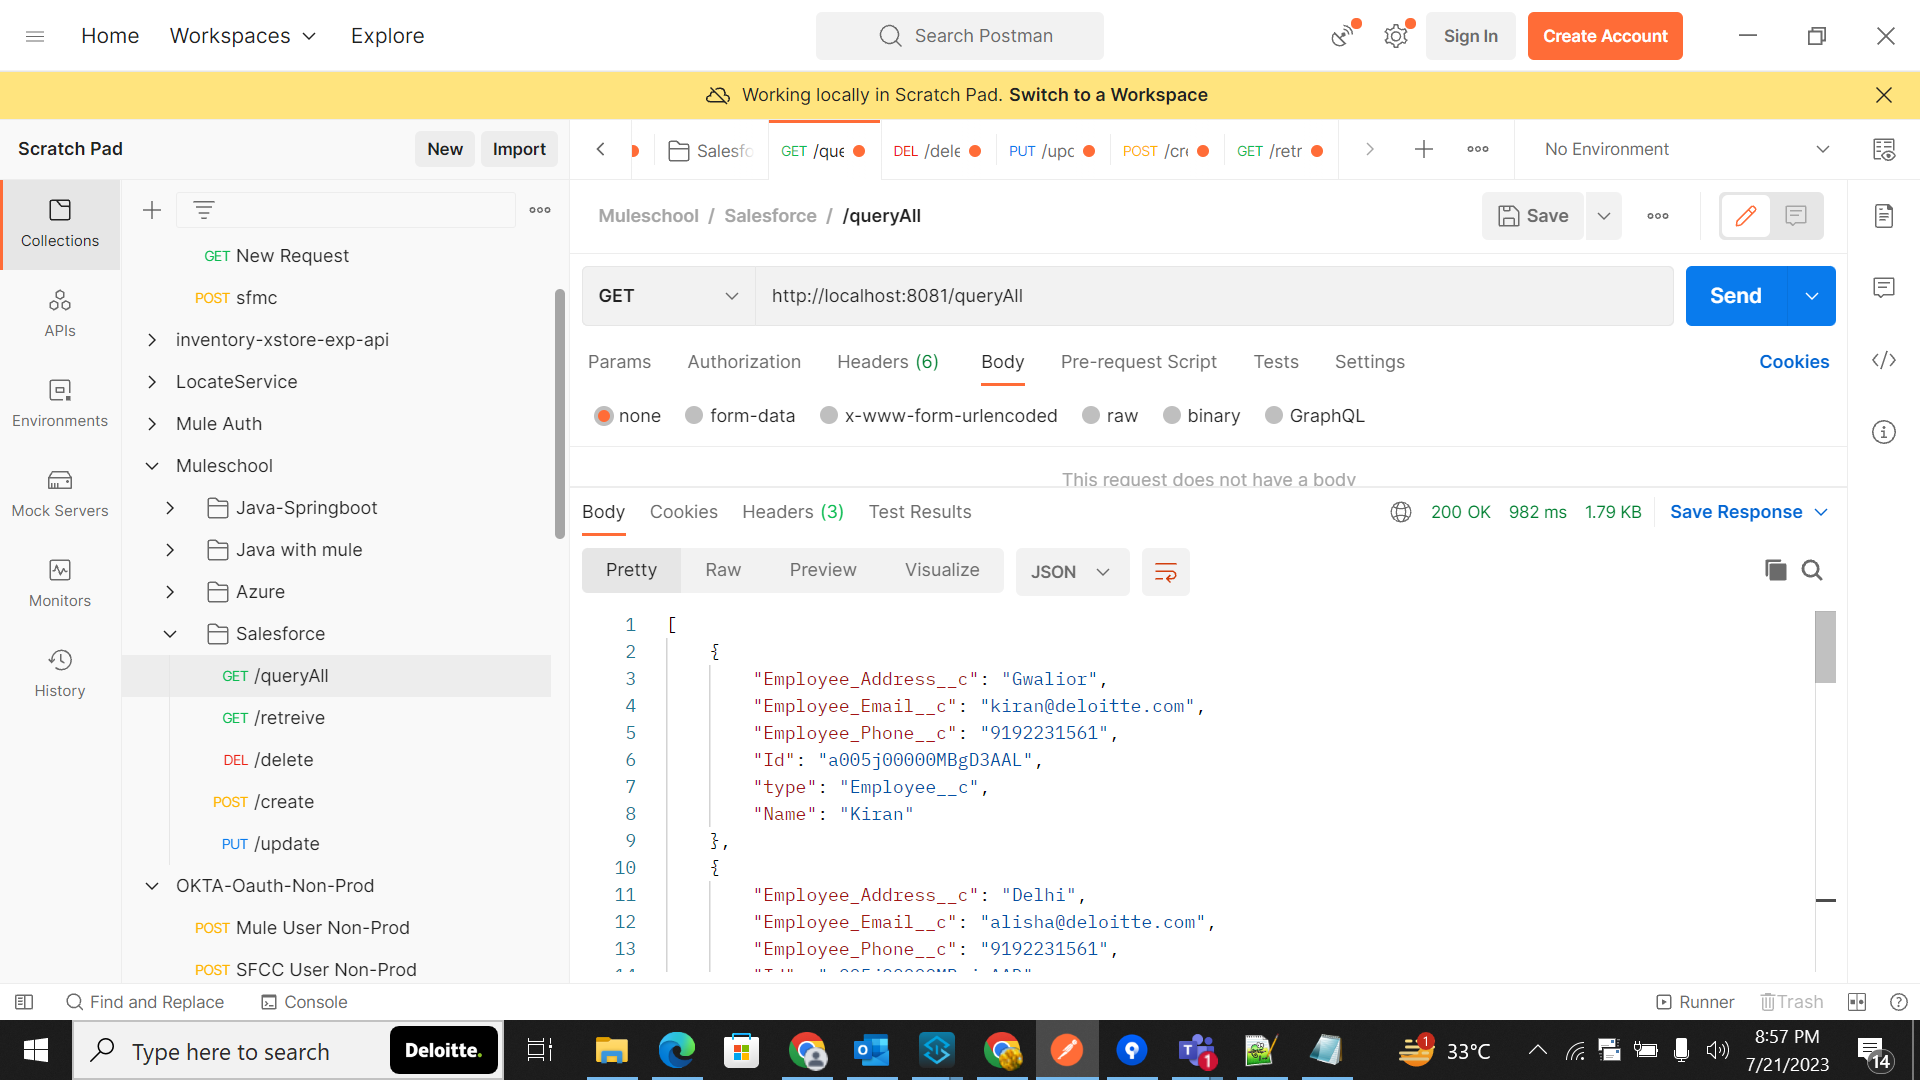 Home Workspaces Explore Search Postman Sign In Create Account
Working locally in Scratch Pad. Switch to a Workspace
Scratch Pad New Import Salesfo GET /que DEL /dele PUT /upd POST /cre GET /retr No Environment
Collections
APIs
Environments
Mock Servers
Monitors
History
GET New Request
POST sfmc
inventory-xstore-exp-api
LocateService
Mule Auth
Muleschool
Java-Springboot
Java with mule
Azure
Salesforce
GET /queryAll
GET /retreive
DEL /delete
POST /create
PUT /update
OKTA-Oauth-Non-Prod
POST Mule User Non-Prod
POST SFCC User Non-Prod
Muleschool / Salesforce / /queryAll Save
GET http://localhost:8081/queryAll Send
Params Authorization Headers (6) Body Pre-request Script Tests Settings Cookies
none form-data x-www-form-urlencoded raw binary GraphQL
This request does not have a body
Body Cookies Headers (3) Test Results 200 OK 982 ms 1.79 KB Save Response
Pretty Raw Preview Visualize JSON
1 [
2 {
3 "Employee_Address__c": "Gwalior",
4 "Employee_Email__c": "kiran@deloitte.com",
5 "Employee_Phone__c": "9192231561",
6 "Id": "a005j00000MBgD3AAL",
7 "type": "Employee__c",
8 "Name": "Kiran"
9 },
10 {
11 "Employee_Address__c": "Delhi",
12 "Employee_Email__c": "alisha@deloitte.com",
13 "Employee_Phone__c": "9192231561",
Find and Replace Console Runner Trash
Type here to search Deloitte. 1 1 33°C 8:57 PM
7/21/2023 14